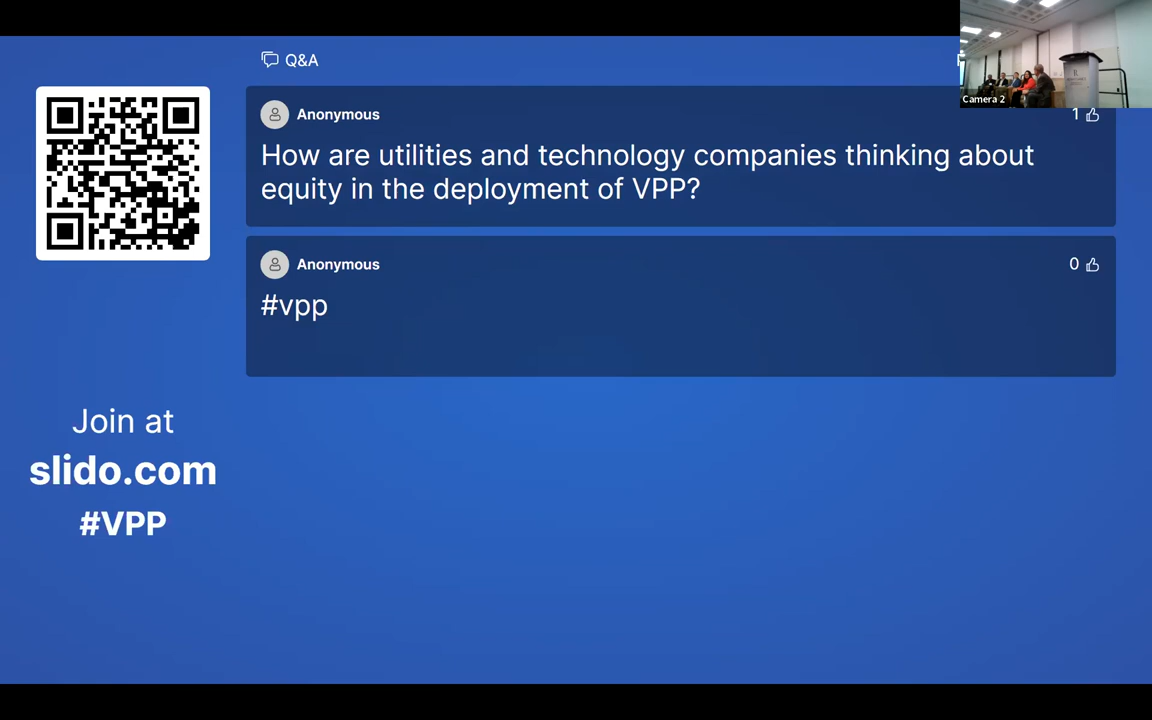 Q&A
Camera 2
Anonymous
1
How are utilities and technology companies thinking about
equity in the deployment of VPP?
Anonymous
0
#vpp
Join at
slido.com
#VPP